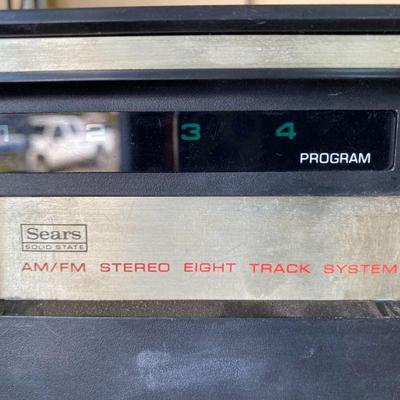 1 2 3 4
PROGRAM
Sears
SOLID STATE
AM/FM STEREO EIGHT TRACK SYSTEM